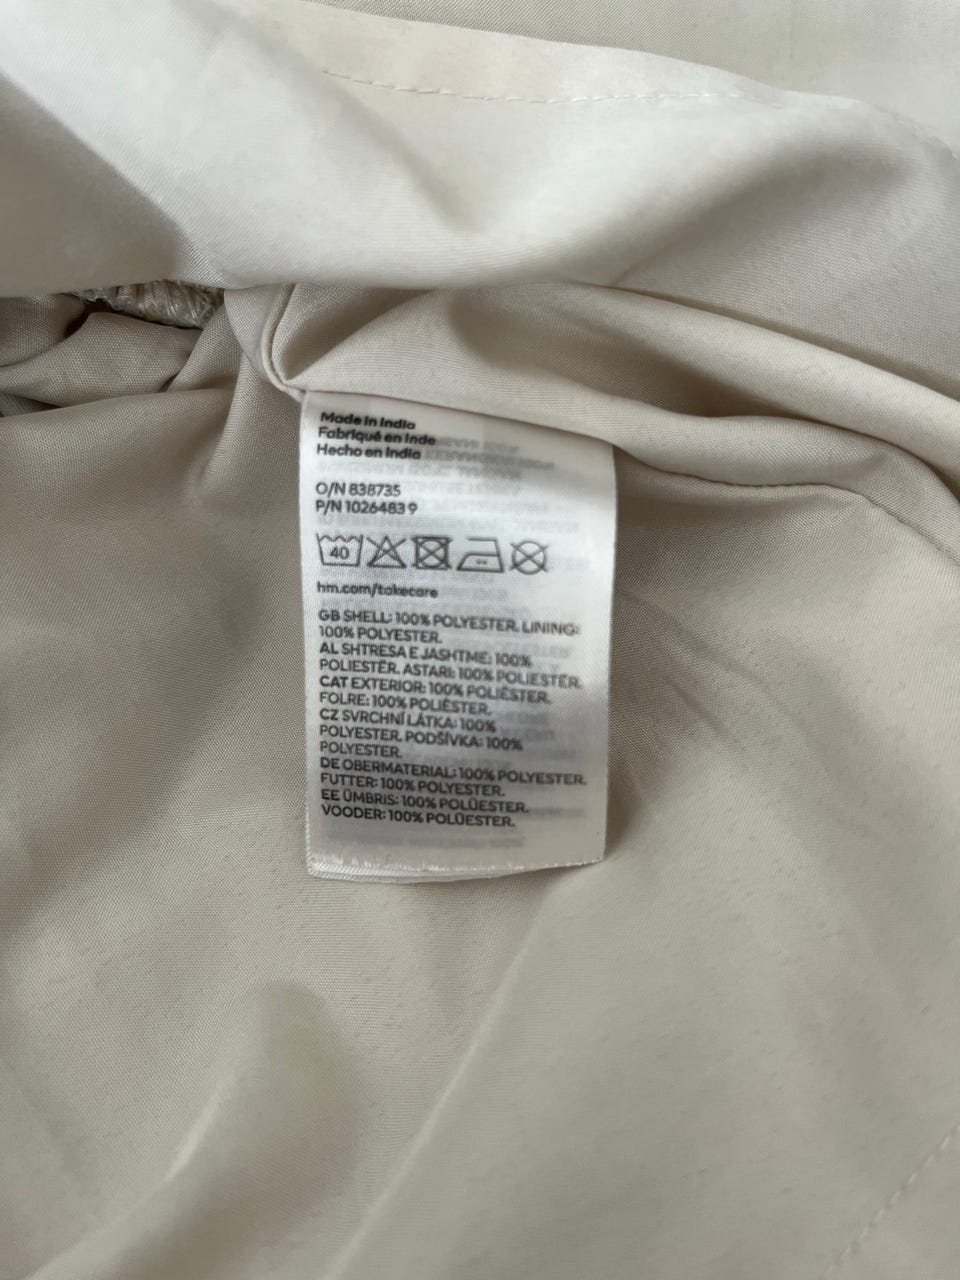 Made in India
Fabriqué en Inde
Hecho en India
O/N 838735
P/N 1026483 9
40
hm.com/takecare
GB SHELL: 100% POLYESTER. LINING:
100% POLYESTER.
AL SHTRESA E JASHTME: 100%
POLIESTËR. ASTARI: 100% POLIESTËR.
CAT EXTERIOR: 100% POLIÈSTER.
FOLRE: 100% POLIÈSTER.
CZ SVRCHNÍ LÁTKA: 100%
POLYESTER. PODŠÍVKA: 100%
POLYESTER.
DE OBERMATERIAL: 100% POLYESTER.
FUTTER: 100% POLYESTER.
EE ÜMBRIS: 100% POLÜESTER.
VOODER: 100% POLÜESTER.